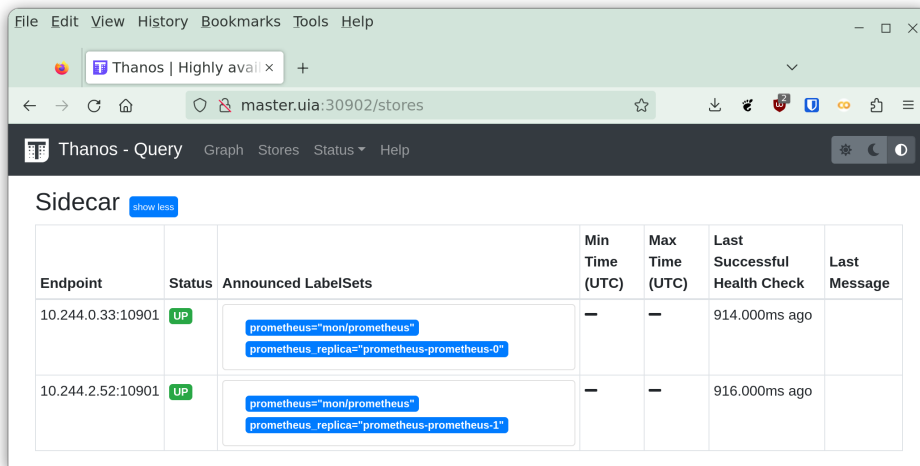 File Edit View History Bookmarks Tools Help
Thanos | Highly avail
master.uia:30902/stores
2
Thanos - Query Graph Stores Status Help
Sidecar show less
Endpoint Status Announced LabelSets Min Time (UTC) Max Time (UTC) Last Successful Health Check Last Message
10.244.0.33:10901 UP prometheus="mon/prometheus" – – 914.000ms ago
prometheus_replica="prometheus-prometheus-0"
10.244.2.52:10901 UP prometheus="mon/prometheus" – – 916.000ms ago
prometheus_replica="prometheus-prometheus-1"